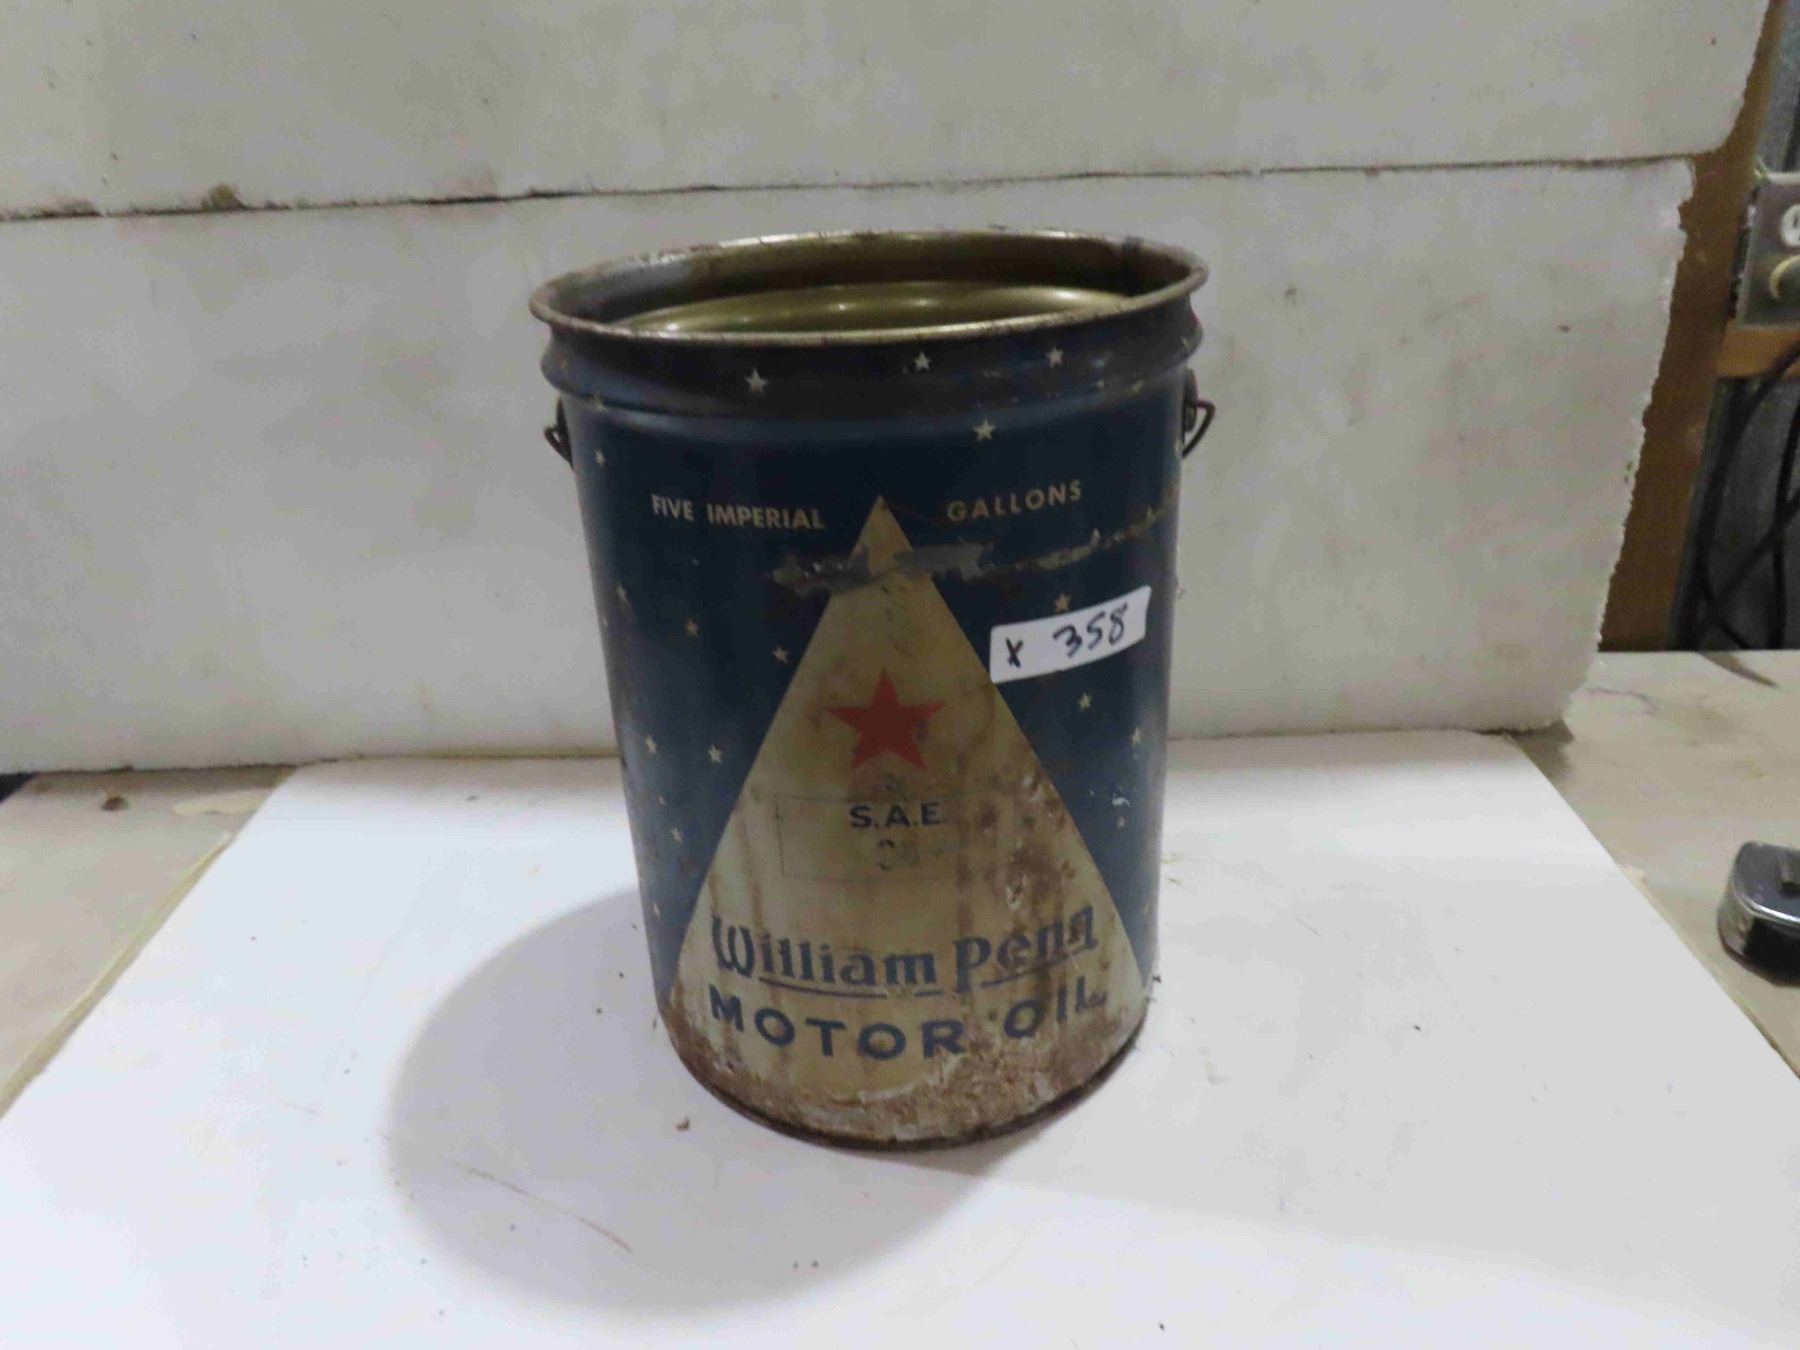 FIVE IMPERIAL GALLONS
X 358
S.A.E.
William Penn
MOTOR OIL